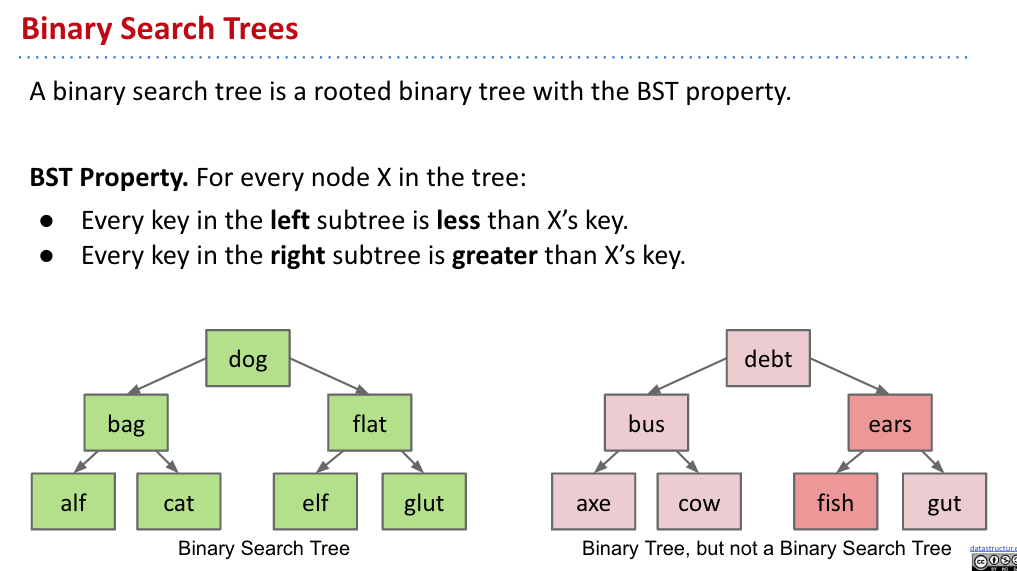 Binary Search Trees
A binary search tree is a rooted binary tree with the BST property.
BST Property. For every node X in the tree:
● Every key in the left subtree is less than X’s key.
● Every key in the right subtree is greater than X’s key.
dog
bag
flat
alf
cat
elf
glut
Binary Search Tree
debt
bus
ears
axe
cow
fish
gut
Binary Tree, but not a Binary Search Tree
datastructur.e